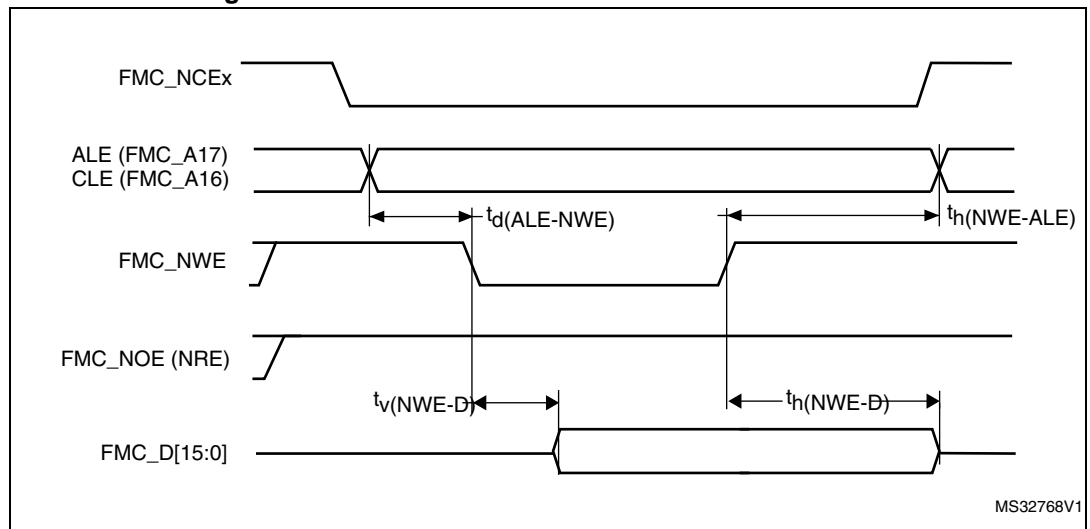 FMC_NCEx
ALE (FMC_A17)
CLE (FMC_A16)
td(ALE-NWE)
th(NWE-ALE)
FMC_NWE
FMC_NOE (NRE)
tv(NWE-D)
th(NWE-D)
FMC_D[15:0]
MS32768V1